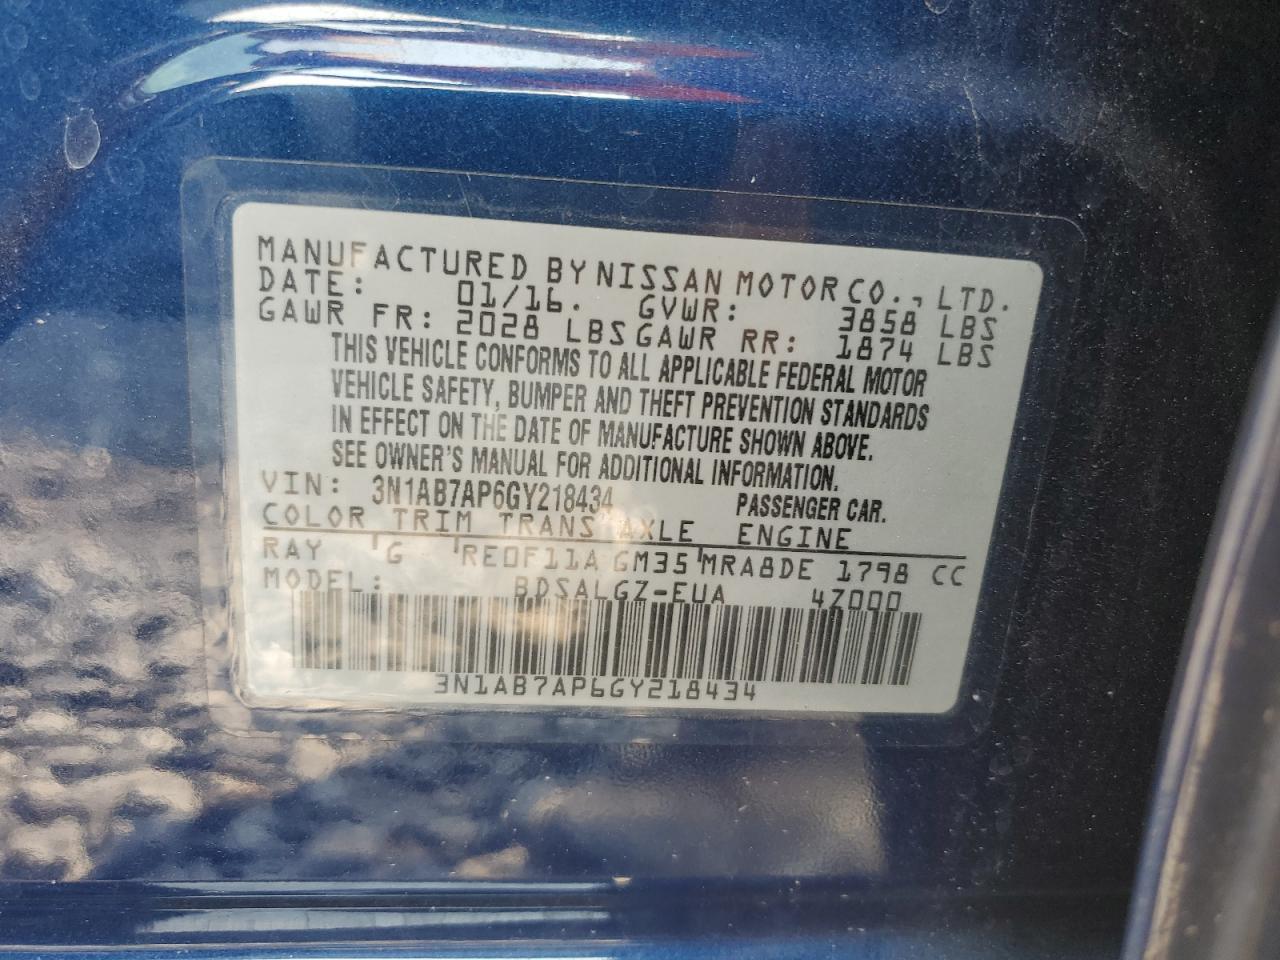 MANUFACTURED BY NISSAN MOTOR CO., LTD.
DATE: 01/16. GVWR: 3858 LBS
GAWR FR: 2028 LBS GAWR RR: 1874 LBS
THIS VEHICLE CONFORMS TO ALL APPLICABLE FEDERAL MOTOR
VEHICLE SAFETY, BUMPER AND THEFT PREVENTION STANDARDS
IN EFFECT ON THE DATE OF MANUFACTURE SHOWN ABOVE.
SEE OWNER'S MANUAL FOR ADDITIONAL INFORMATION.
VIN: 3N1AB7AP6GY218434 PASSENGER CAR.
COLOR TRIM TRANS AXLE ENGINE
RAY G RE0F11A GM35 MRA8DE 1798 CC
MODEL: BDSALGZ-EUA 4Z000
3N1AB7AP6GY218434